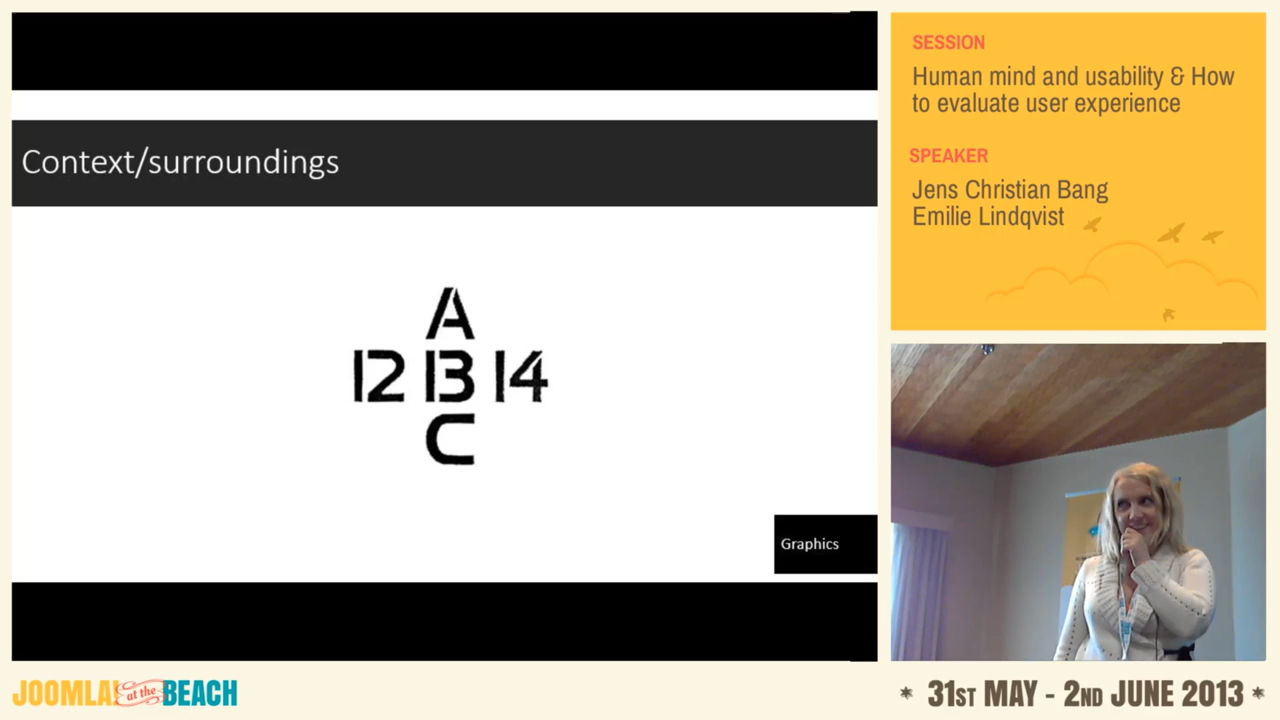 Context/surroundings
A
12 13 14
C
Graphics
SESSION
Human mind and usability & How
to evaluate user experience
SPEAKER
Jens Christian Bang
Emilie Lindqvist
JOOMLA! at the BEACH
* 31ST MAY - 2ND JUNE 2013 *